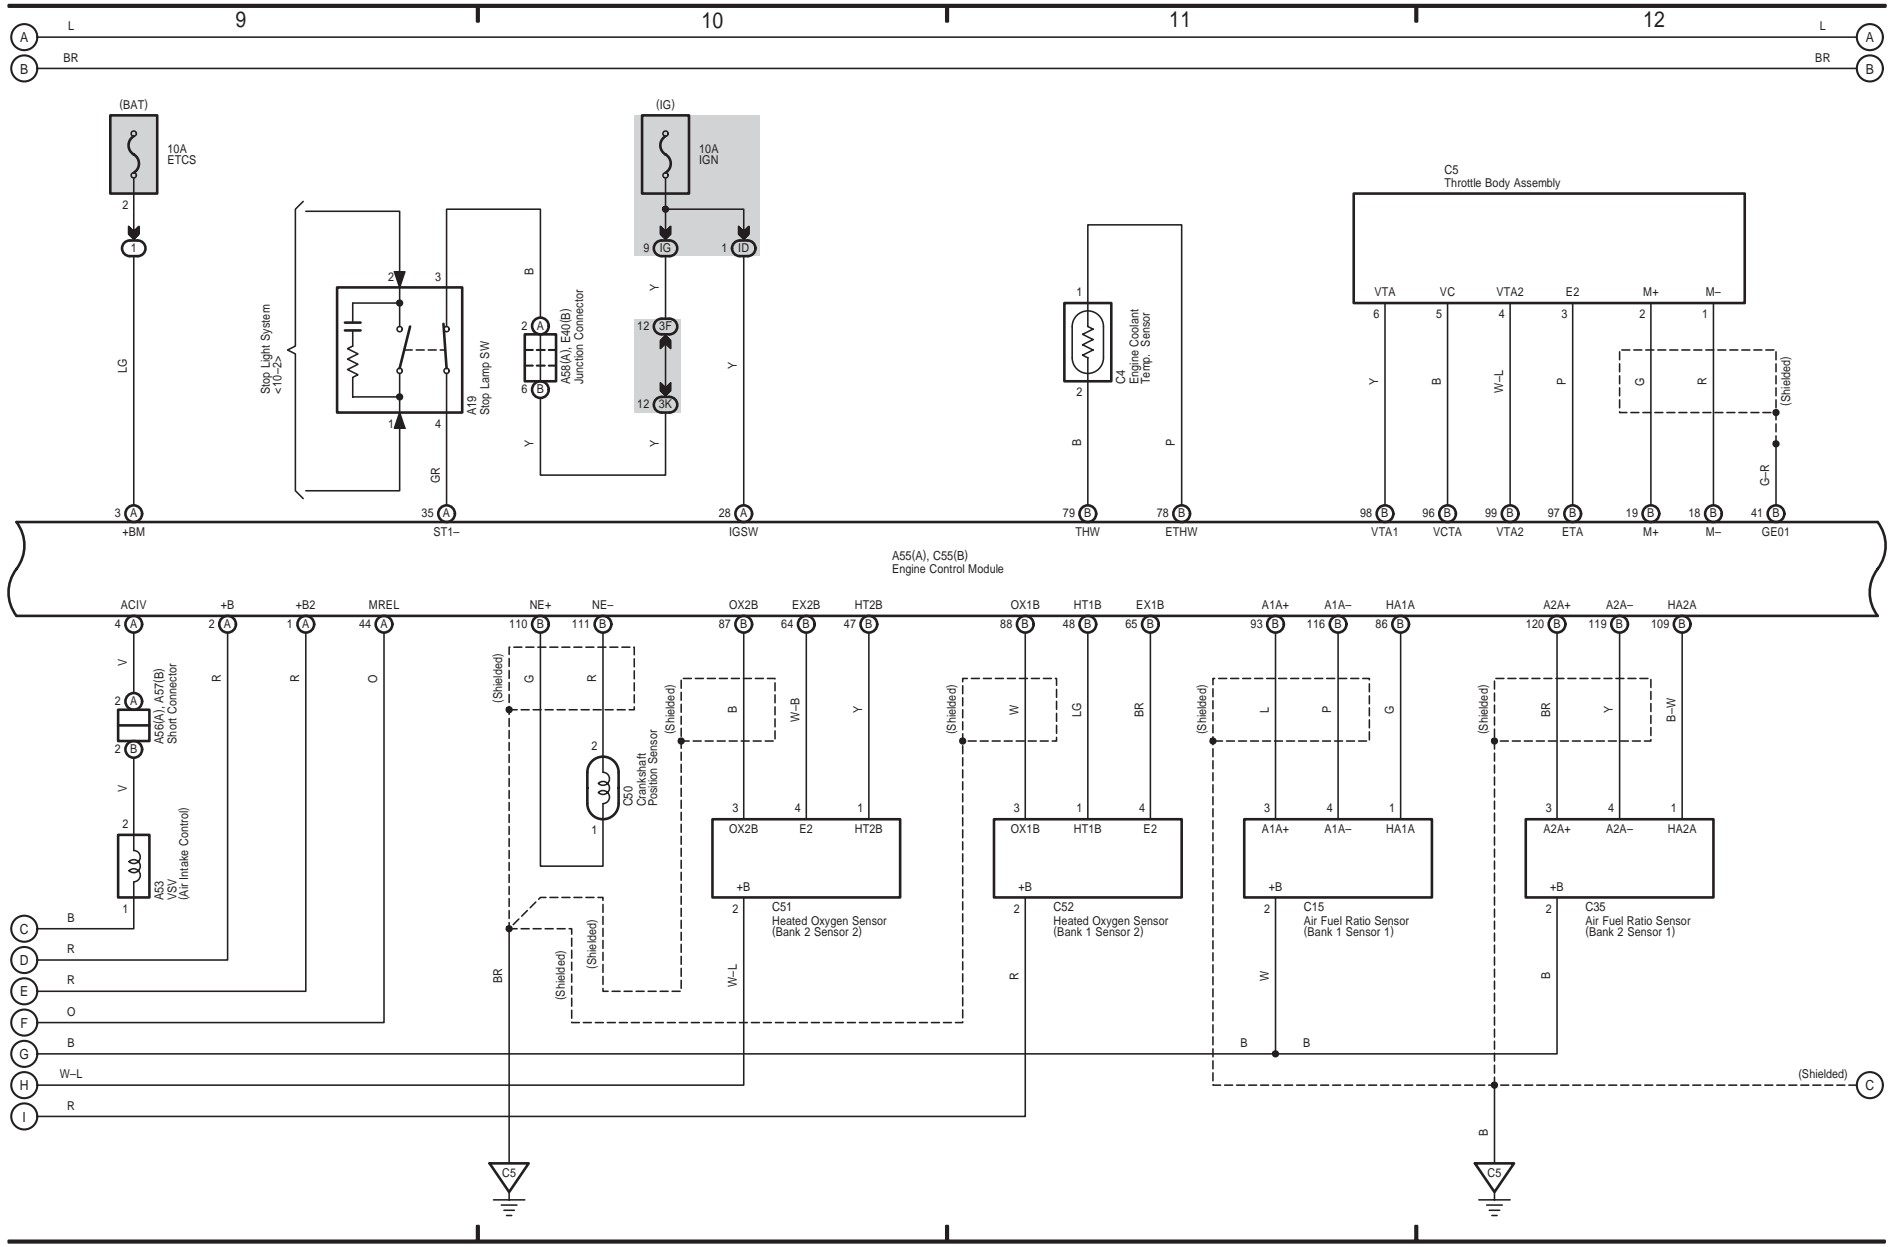 9
10
11
12
A
L
L
A
B
BR
BR
B
(BAT)
10A
ETCS
2
1
LG
3 A
+BM
Stop Light System
<10–2>
2
3
1
4
A19
Stop Lamp SW
GR
35 A
ST1–
B
2 A
6 B
A58(A), E40(B)
Junction Connector
Y
(IG)
10A
IGN
9 IG
1 ID
Y
12 3F
12 3K
Y
Y
28 A
IGSW
1
2
C4
Engine Coolant
Temp. Sensor
B
P
79 B
THW
78 B
ETHW
C5
Throttle Body Assembly
VTA
VC
VTA2
E2
M+
M–
6
5
4
3
2
1
Y
B
W–L
P
G
R
(Shielded)
G–R
98 B
96 B
99 B
97 B
19 B
18 B
41 B
VTA1
VCTA
VTA2
ETA
M+
M–
GE01
A55(A), C55(B)
Engine Control Module
ACIV
+B
+B2
MREL
NE+
NE–
OX2B
EX2B
HT2B
OX1B
HT1B
EX1B
A1A+
A1A–
HA1A
A2A+
A2A–
HA2A
4 A
2 A
1 A
44 A
110 B
111 B
87 B
64 B
47 B
88 B
48 B
65 B
93 B
116 B
86 B
120 B
119 B
109 B
V
R
R
O
(Shielded)
G
R
(Shielded)
B
W–B
Y
(Shielded)
W
LG
BR
(Shielded)
L
P
G
(Shielded)
BR
Y
B–W
2 A
2 B
A56(A), A57(B)
Short Connector
V
2
1
A53
VSV
(Air Intake Control)
2
1
C50
Crankshaft
Position Sensor
3
4
1
OX2B
E2
HT2B
+B
2
C51
Heated Oxygen Sensor
(Bank 2 Sensor 2)
3
1
4
OX1B
HT1B
E2
+B
2
C52
Heated Oxygen Sensor
(Bank 1 Sensor 2)
3
4
1
A1A+
A1A–
HA1A
+B
2
C15
Air Fuel Ratio Sensor
(Bank 1 Sensor 1)
3
4
1
A2A+
A2A–
HA2A
+B
2
C35
Air Fuel Ratio Sensor
(Bank 2 Sensor 1)
C
B
D
R
E
R
F
O
G
B
H
W–L
I
R
BR
(Shielded)
(Shielded)
W–L
R
W
B
B
B
(Shielded)
C
B
C5
C5